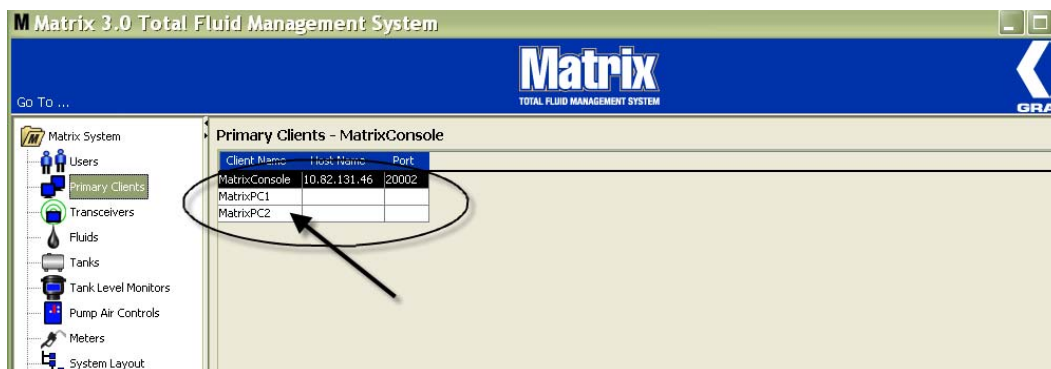 M Matrix 3.0 Total Fluid Management System
Matrix
TOTAL FLUID MANAGEMENT SYSTEM
Go To ...
GRA
Matrix System
Users
Primary Clients
Transceivers
Fluids
Tanks
Tank Level Monitors
Pump Air Controls
Meters
System Layout
Primary Clients - MatrixConsole
Client Name Host Name Port
MatrixConsole 10.82.131.46 20002
MatrixPC1
MatrixPC2